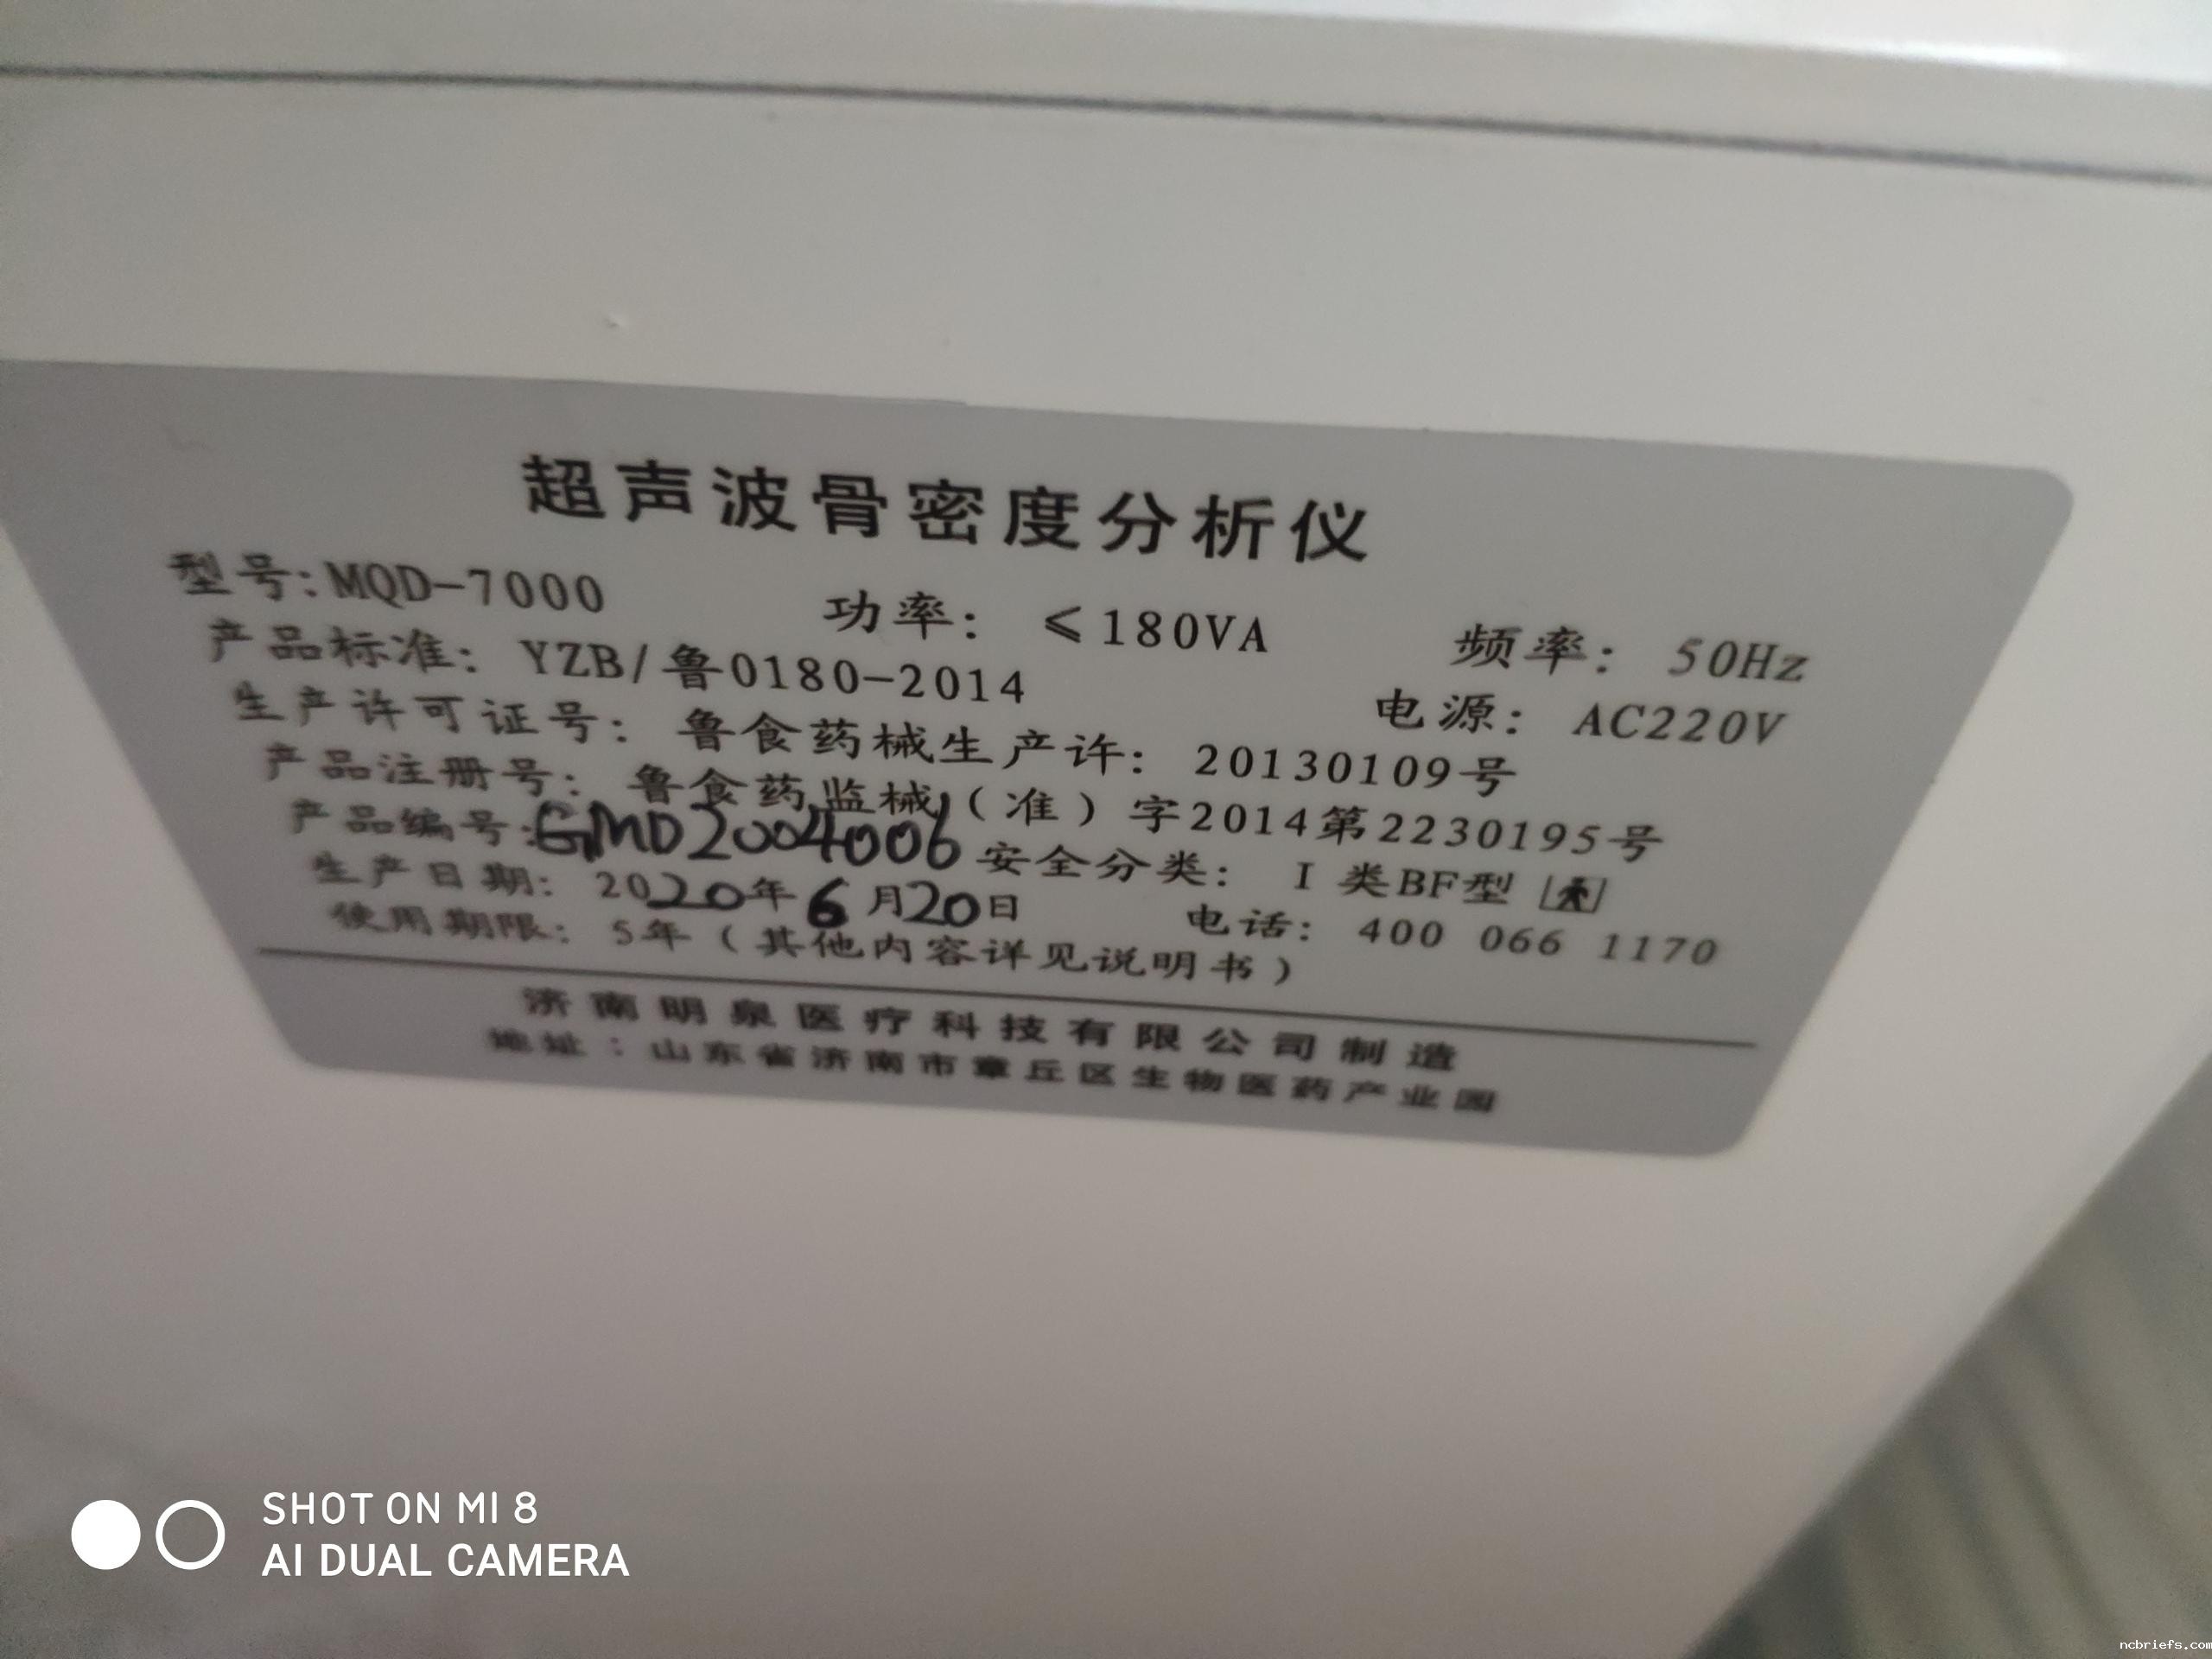 超声波骨密度分析仪
型号:MQD-7000 功率: ≤180VA 频率: 50Hz
产品标准: YZB/鲁0180-2014 电源: AC220V
生产许可证号: 鲁食药械生产许: 20130109号
产品注册号: 鲁食药监械(准)字2014第2230195号
产品编号:GMD2004006 安全分类: I 类BF型
生产日期: 2020年6月20日 电话: 400 066 1170
使用期限: 5年(其他内容详见说明书)
济南明泉医疗科技有限公司制造
地址:山东省济南市章丘区生物医药产业园
SHOT ON MI 8
AI DUAL CAMERA
ncbriefs.com